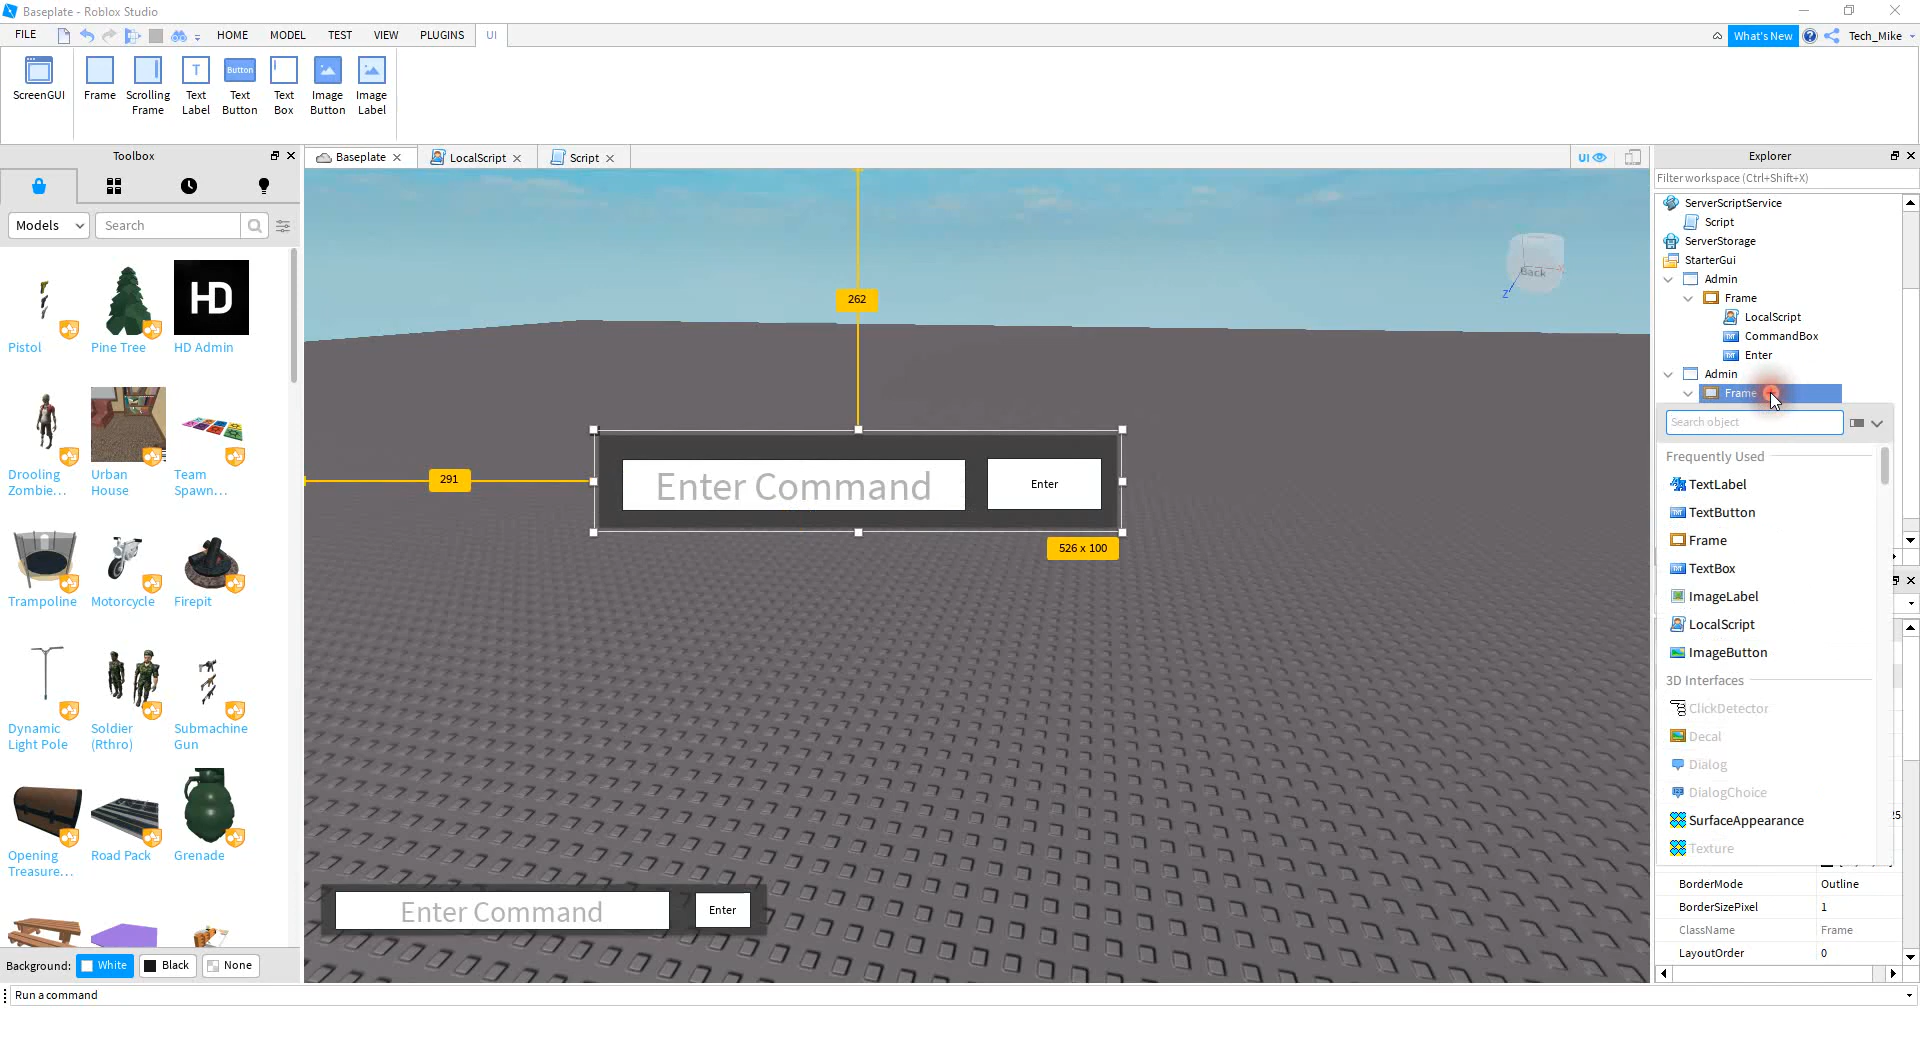 Baseplate - Roblox Studio
FILE
HOME
MODEL
TEST
VIEW
PLUGINS
UI
What's New
Tech_Mike
ScreenGUI
Frame
Scrolling
Frame
Text
Label
Button
Text
Button
Text
Box
Image
Button
Image
Label
Toolbox
Baseplate
LocalScript
Script
UI
Explorer
Filter workspace (Ctrl+Shift+X)
Models
Search
HD
Pistol
Pine Tree
HD Admin
Drooling
Zombie...
Urban
House
Team
Spawn...
Trampoline
Motorcycle
Firepit
Dynamic
Light Pole
Soldier
(Rthro)
Submachine
Gun
Opening
Treasure...
Road Pack
Grenade
Background:
White
Black
None
262
Back
Z
291
Enter Command
Enter
526 x 100
Enter Command
Enter
ServerScriptService
Script
ServerStorage
StarterGui
Admin
Frame
LocalScript
CommandBox
Enter
Admin
Frame
Search object
Frequently Used
TextLabel
TextButton
Frame
TextBox
ImageLabel
LocalScript
ImageButton
3D Interfaces
ClickDetector
Decal
Dialog
DialogChoice
SurfaceAppearance
Texture
BorderMode
Outline
BorderSizePixel
1
ClassName
Frame
LayoutOrder
0
Run a command